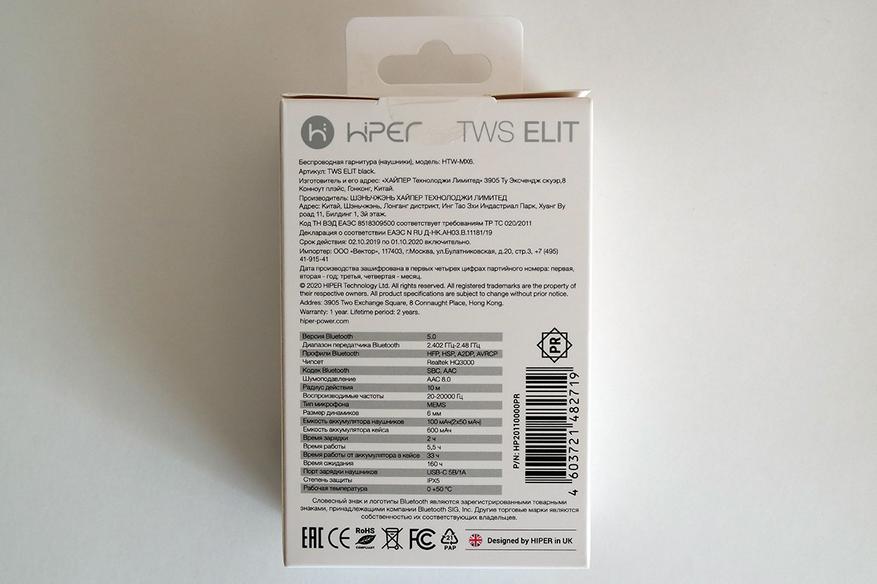 HIPER TWS ELIT
Беспроводная гарнитура (наушники), модель: HTW-MX6.
Артикул: TWS ELIT black.
Изготовитель и его адрес: «ХАЙПЕР Технолоджи Лимитед» 3905 Ту Эксчендж скуэр,8
Конноут плэйс, Гонконг, Китай.
Производитель: ШЭНЬЧЖЭНЬ ХАЙПЕР ТЕХНОЛОДЖИ ЛИМИТЕД
Адрес: Китай, Шэньчжэнь, Лонганг дистрикт, Инг Тао Зхи Индастриал Парк, Хуанг Ву
роад 11, Билдинг 1, 3й этаж.
Код ТН ВЭД ЕАЭС 8518309500 соответствует требованиям ТР ТС 020/2011
Декларация о соответствии ЕАЭС N RU Д-HK.АН03.В.11181/19
Срок действия: 02.10.2019 по 01.10.2020 включительно.
Импортер: ООО «Вектор», 117403, г.Москва, ул.Булатниковская, д.20, стр.3, +7 (495)
41-915-41
Дата производства зашифрована в первых четырех цифрах партийного номера: первая,
вторая - год; третья, четвертая - месяц.
© 2020 HIPER Technology Ltd. All rights reserved. All registered trademarks are the property of
their respective owners. All product specifications are subject to change without prior notice.
Addres: 3905 Two Exchange Square, 8 Connaught Place, Hong Kong.
Warranty: 1 year. Lifetime period: 2 years.
hiper-power.com
Версия Bluetooth 5.0
Диапазон передатчика Bluetooth 2.402 ГГц-2.48 ГГц
Профили Bluetooth HFP, HSP, A2DP, AVRCP
Чипсет Realtek HQ3000
Кодек Bluetooth SBC, AAC
Шумоподавление AAC 8.0
Радиус действия 10 м
Воспроизводимые частоты 20-20000 Гц
Тип микрофона MEMS
Размер динамиков 6 мм
Емкость аккумулятора наушников 100 мАч(2x50 мАч)
Емкость аккумулятора кейса 600 мАч
Время зарядки 2 ч
Время работы 5,5 ч
Время работы от аккумулятора в кейсе 33 ч
Время ожидания 160 ч
Порт зарядки наушников USB-C 5В/1А
Степень защиты IPX5
Рабочая температура 0 +50 °C
PR
P/N: HP20110000PR
4 603721 482719
Словесный знак и логотипы Bluetooth являются зарегистрированными товарными
знаками, принадлежащими компании Bluetooth SIG, Inc. Другие торговые марки являются
собственностью их соответствующих владельцев.
EAC CE RoHS COMPLIANT FC 21 PAP Designed by HIPER in UK